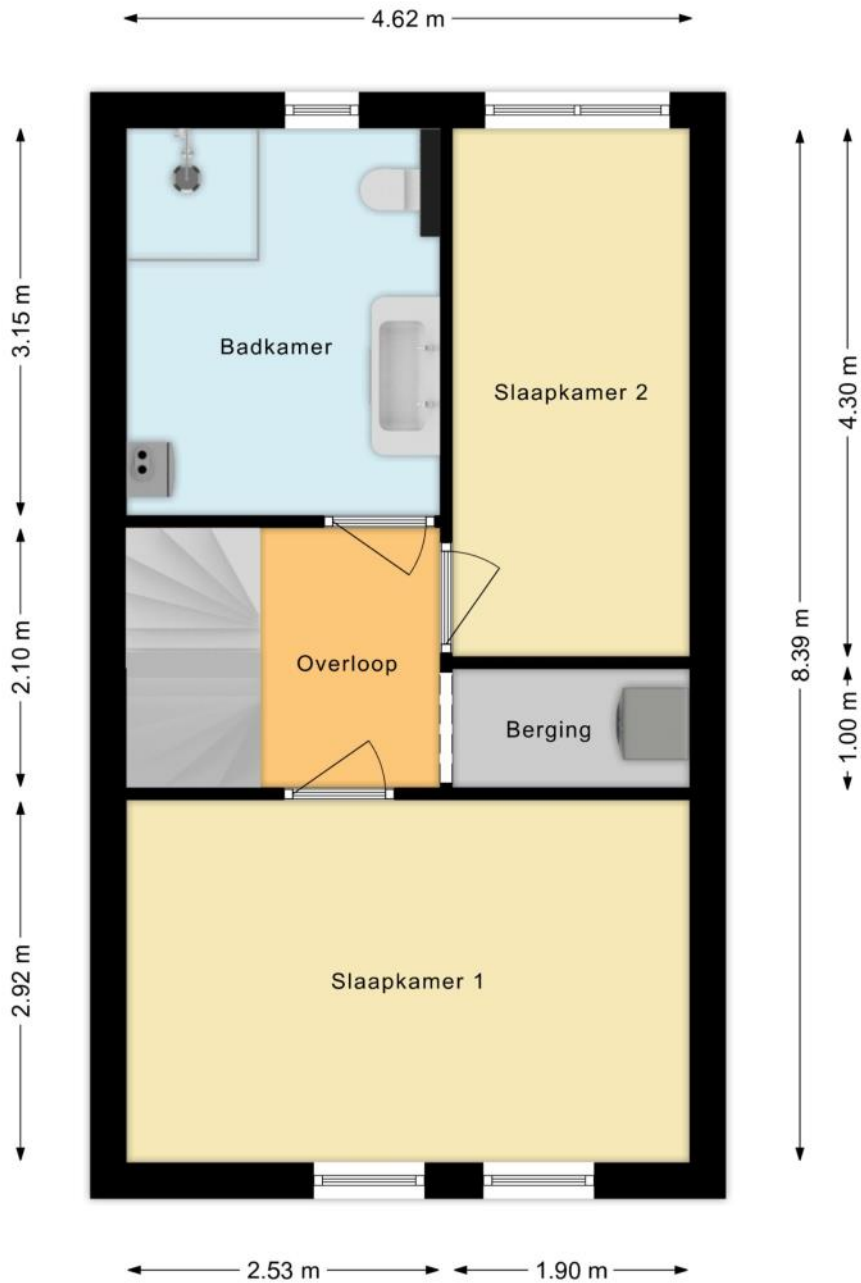 4.62 m
3.15 m
Badkamer
Slaapkamer 2
4.30 m
2.10 m
Overloop
8.39 m
Berging
1.00 m
2.92 m
Slaapkamer 1
2.53 m
1.90 m